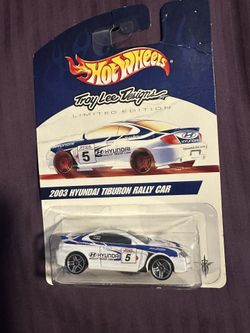 Hot Wheels
Troy Lee Designs
LIMITED EDITION
5
HYUNDAI
2003 HYUNDAI TIBURON RALLY CAR
HYUNDAI
5